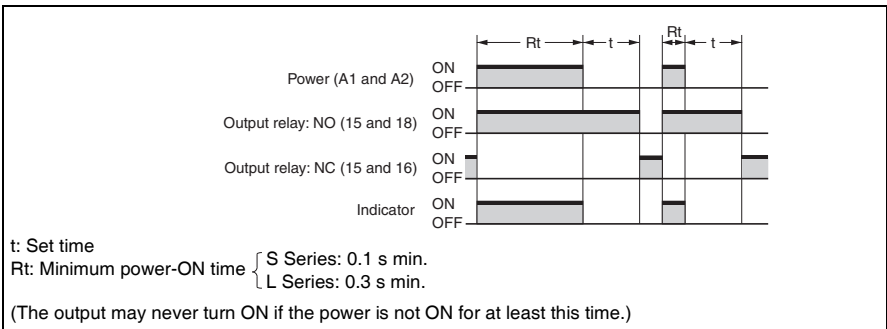 Rt t Rt t
Power (A1 and A2) ON
OFF
Output relay: NO (15 and 18) ON
OFF
Output relay: NC (15 and 16) ON
OFF
Indicator ON
OFF
t: Set time
Rt: Minimum power-ON time { S Series: 0.1 s min.
L Series: 0.3 s min.
(The output may never turn ON if the power is not ON for at least this time.)